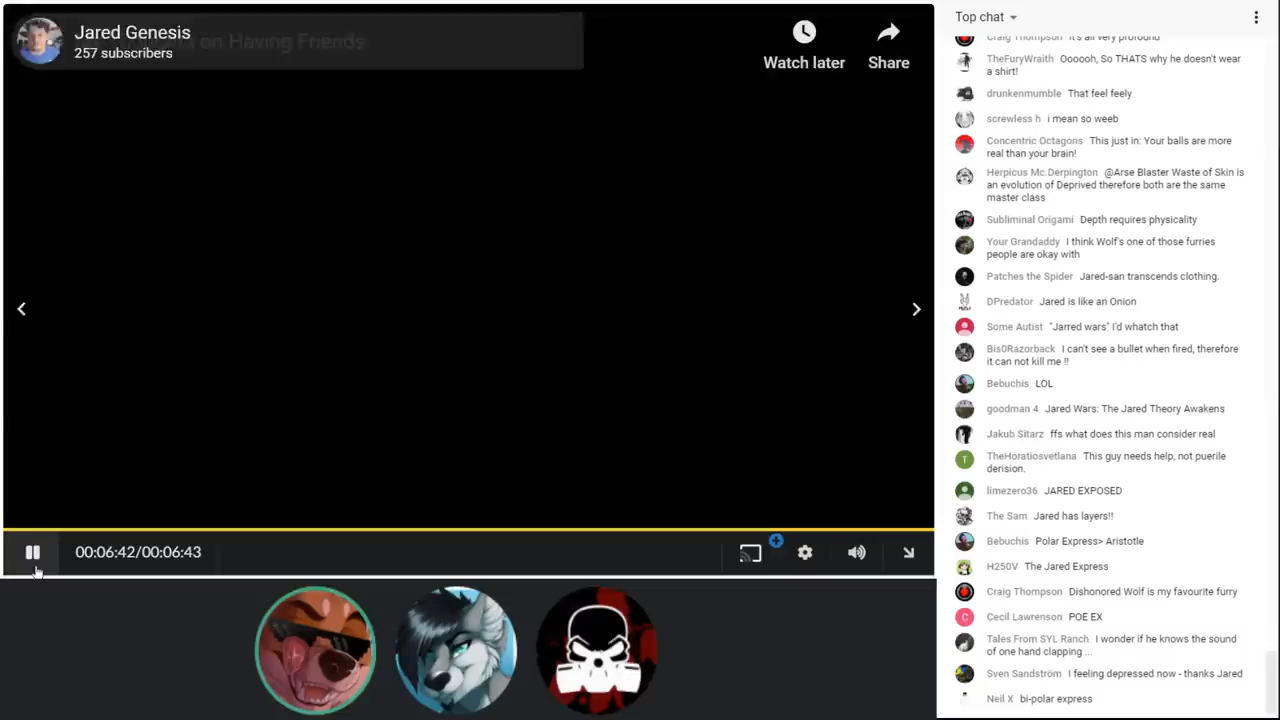 Jared Genesis
on Having Friends
257 subscribers
Watch later
Share
00:06:42/00:06:43
Top chat
Craig Thompson It's all very profound
TheFuryWraith Oooooh, So THATS why he doesn't wear
a shirt!
drunkenmumble That feel feely
screwless h i mean so weeb
Concentric Octagons This just in: Your balls are more
real than your brain!
Herpicus Mc.Derpington @Arse Blaster Waste of Skin is
an evolution of Deprived therefore both are the same
master class
Subliminal Origami Depth requires physicality
Your Grandaddy I think Wolf's one of those furries
people are okay with
Patches the Spider Jared-san transcends clothing.
DPredator Jared is like an Onion
Some Autist "Jarred wars" I'd whatch that
Bis0Razorback I can't see a bullet when fired, therefore
it can not kill me !!
Bebuchis LOL
goodman 4 Jared Wars: The Jared Theory Awakens
Jakub Sitarz ffs what does this man consider real
T
TheHoratiosvetlana This guy needs help, not puerile
derision.
limezero36 JARED EXPOSED
The Sam Jared has layers!!
Bebuchis Polar Express> Aristotle
H250V The Jared Express
Craig Thompson Dishonored Wolf is my favourite furry
C
Cecil Lawrenson POE EX
Tales From SYL Ranch I wonder if he knows the sound
of one hand clapping ...
Sven Sandström I feeling depressed now - thanks Jared
Neil X bi-polar express